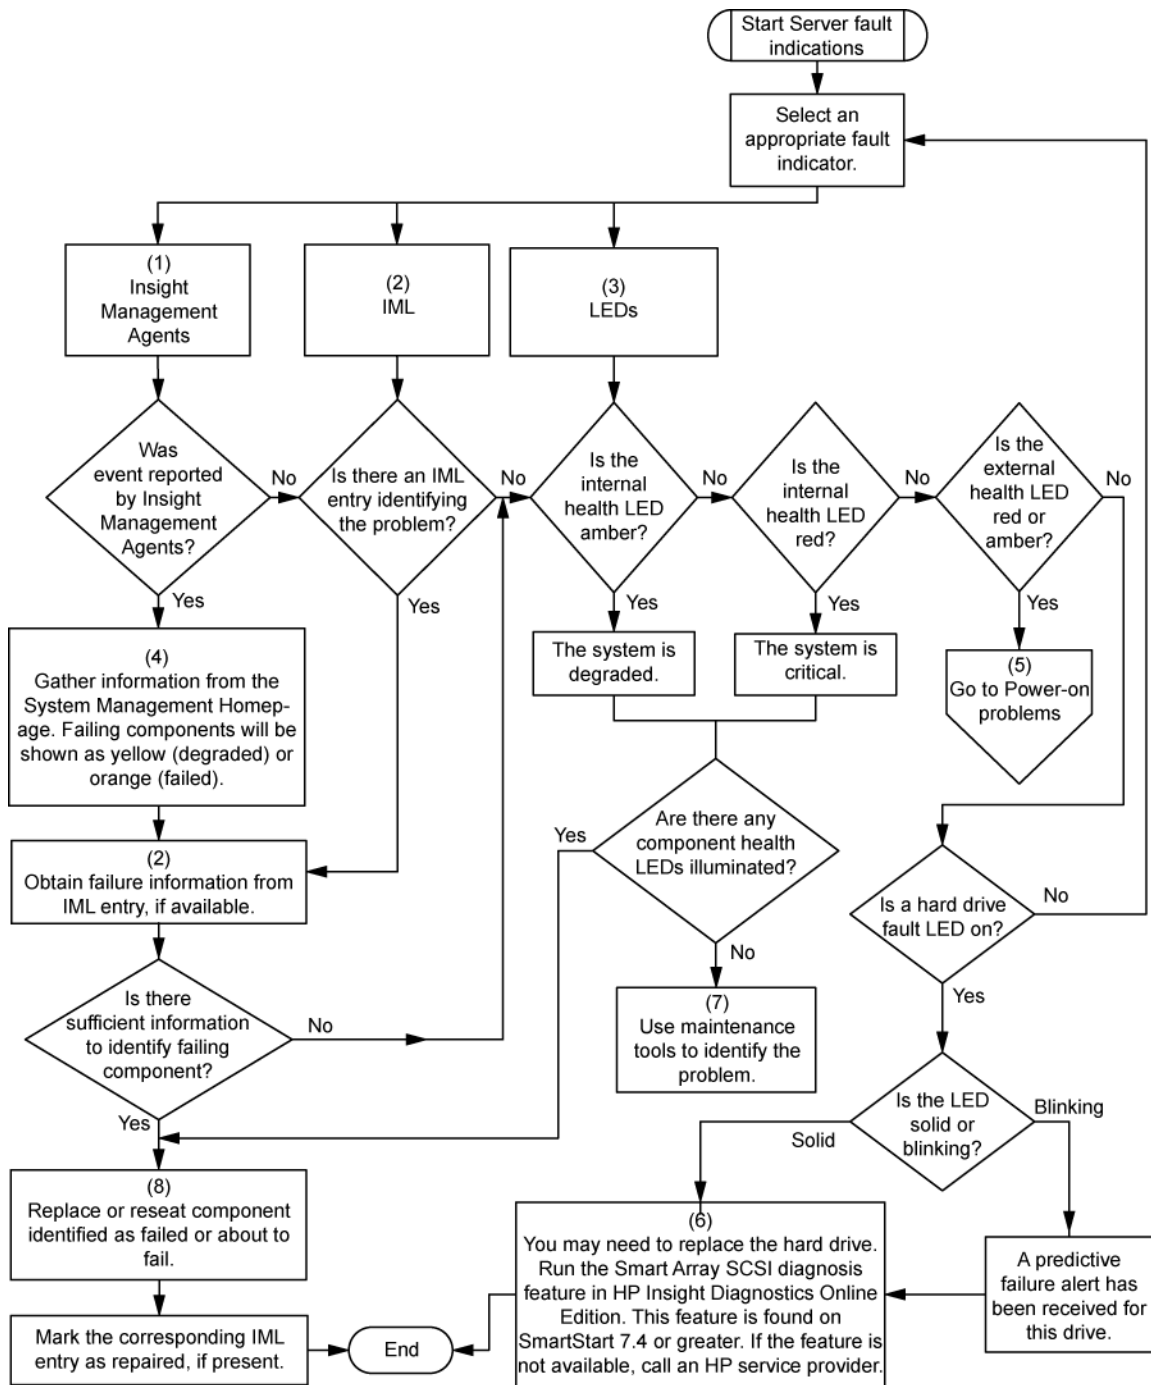 Start Server fault
indications
Select an
appropriate fault
indicator.
(1)
Insight
Management
Agents
(2)
IML
(3)
LEDs
Was
event reported
by Insight
Management
Agents?
No
Yes
Is there an IML
entry identifying
the problem?
No
Yes
Is the
internal
health LED
amber?
No
Yes
Is the
internal
health LED
red?
No
Yes
Is the
external
health LED
red or
amber?
No
Yes
(4)
Gather information from the
System Management Homep-
age. Failing components will be
shown as yellow (degraded) or
orange (failed).
The system is
degraded.
The system is
critical.
(5)
Go to Power-on
problems
(2)
Obtain failure information from
IML entry, if available.
Are there any
component health
LEDs illuminated?
Yes
No
Is a hard drive
fault LED on?
No
Yes
Is there
sufficient information
to identify failing
component?
No
Yes
(7)
Use maintenance
tools to identify the
problem.
Is the LED
solid or
blinking?
Solid
Blinking
(8)
Replace or reseat component
identified as failed or about to
fail.
(6)
You may need to replace the hard drive.
Run the Smart Array SCSI diagnosis
feature in HP Insight Diagnostics Online
Edition. This feature is found on
SmartStart 7.4 or greater. If the feature is
not available, call an HP service provider.
A predictive
failure alert has
been received for
this drive.
Mark the corresponding IML
entry as repaired, if present.
End